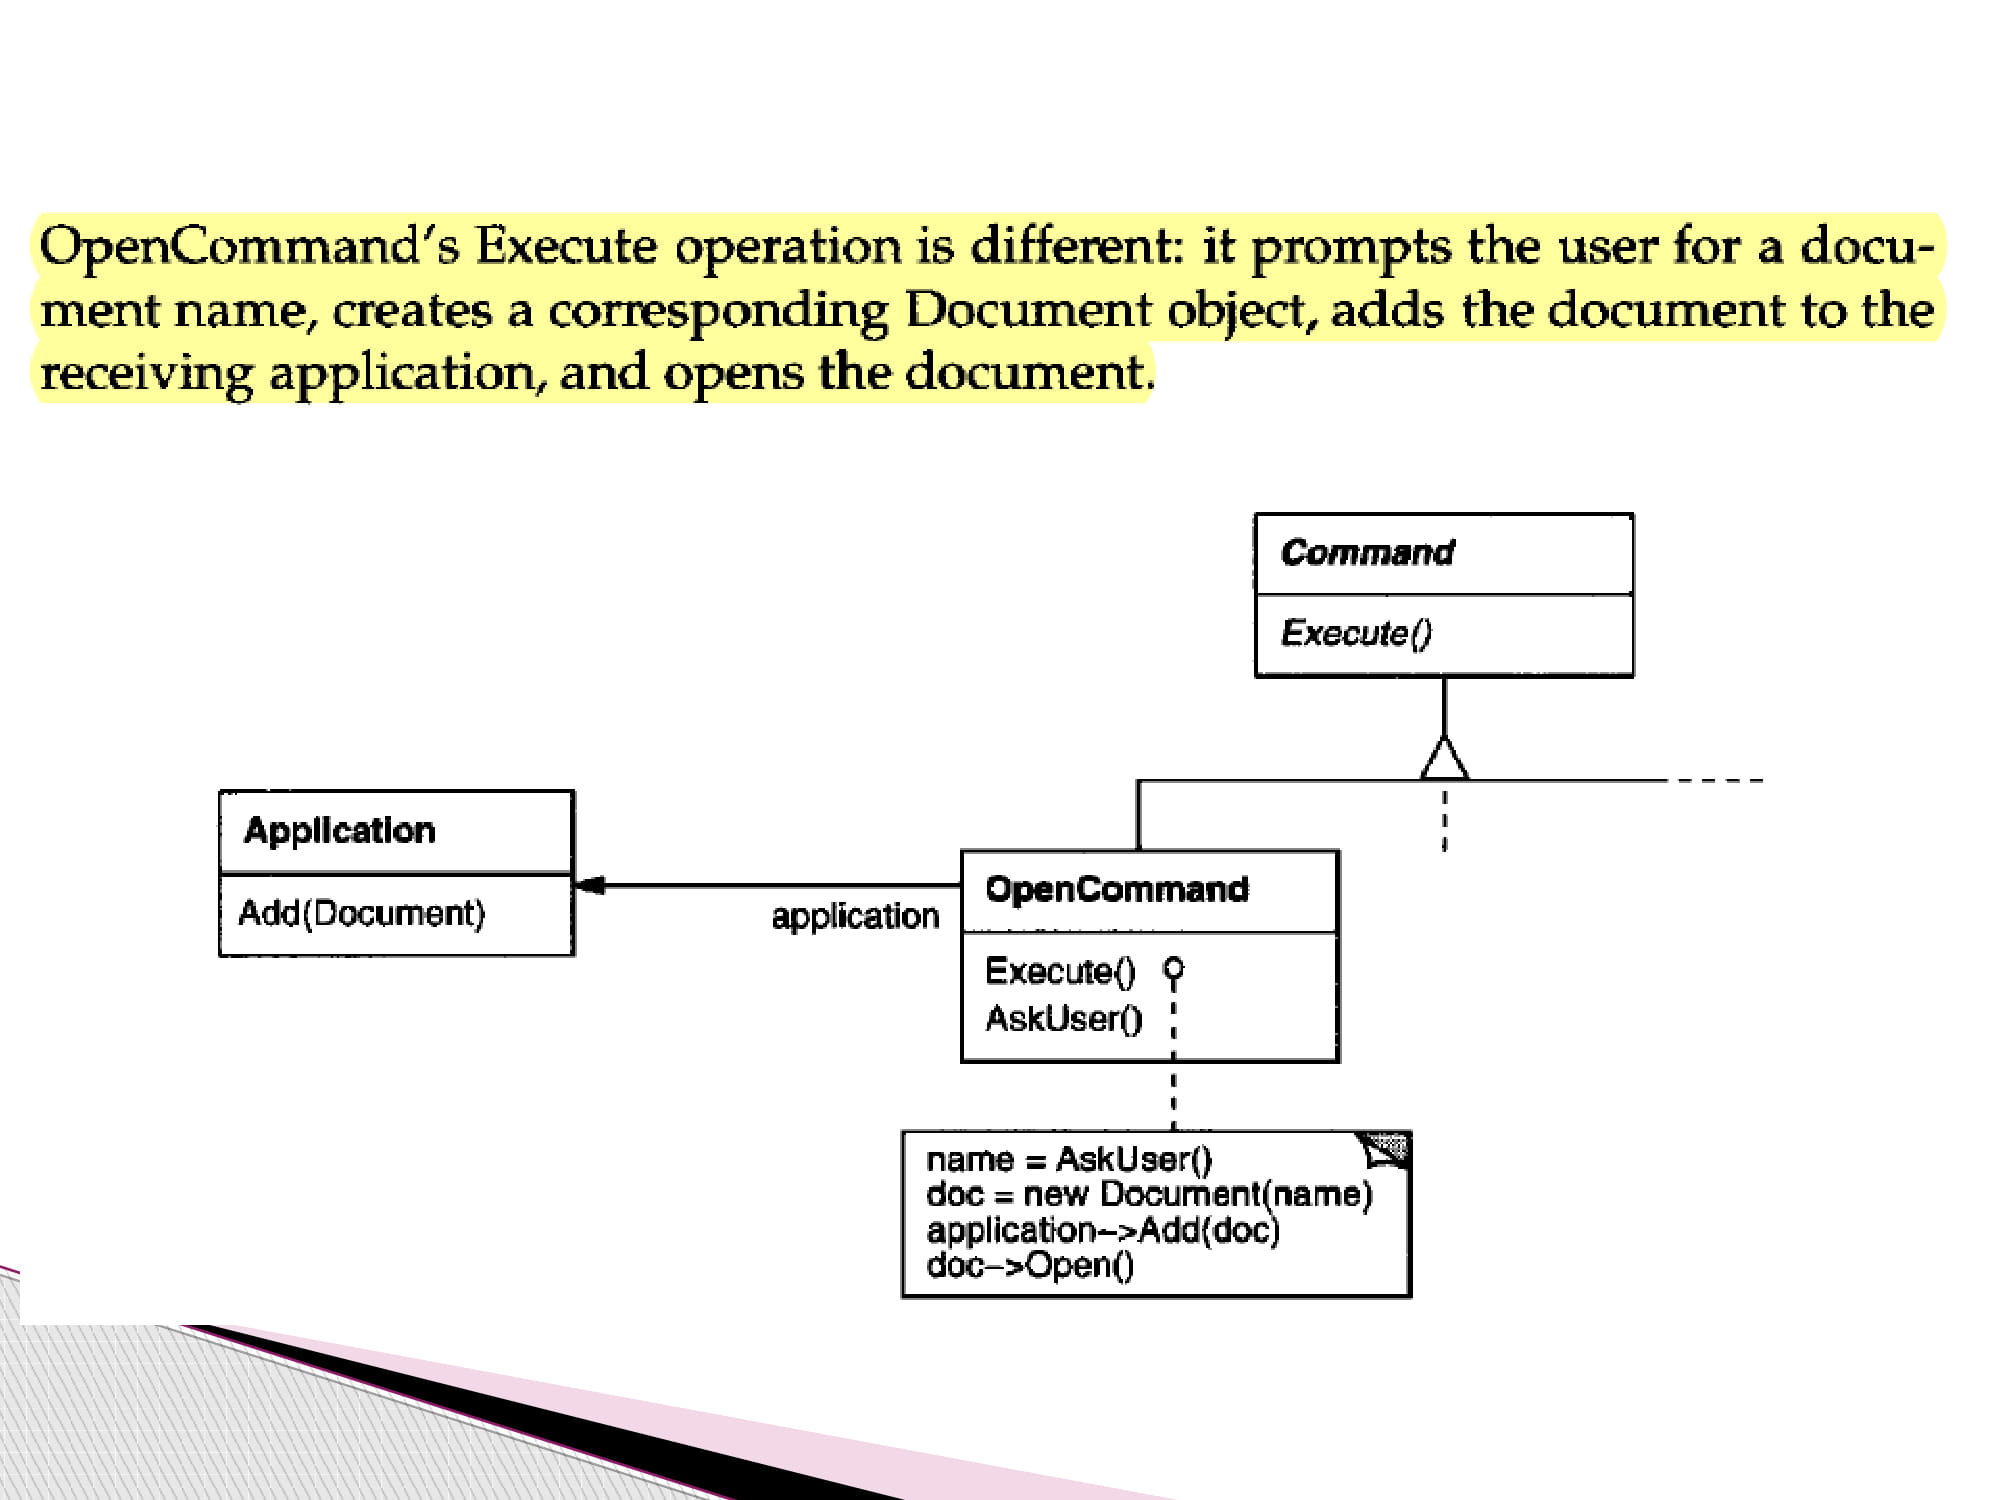 OpenCommand's Execute operation is different: it prompts the user for a docu-
ment name, creates a corresponding Document object, adds the document to the
receiving application, and opens the document.
Command
Execute()
Application
Add(Document)
application
OpenCommand
Execute()
AskUser()
name = AskUser()
doc = new Document(name)
application–>Add(doc)
doc–>Open()